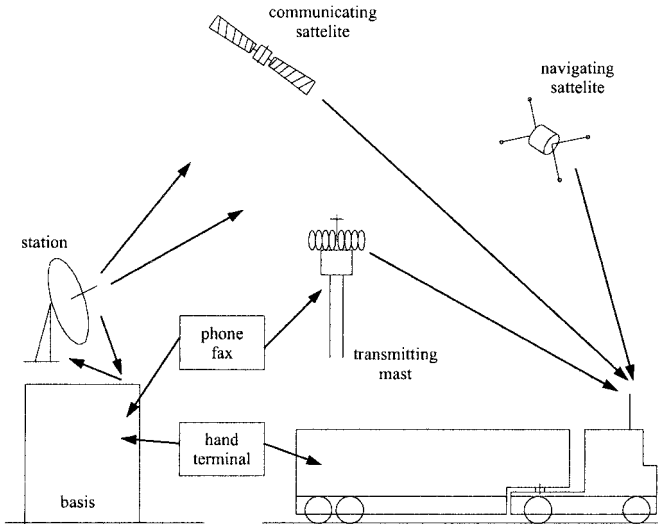 communicating
sattelite
navigating
sattelite
station
phone
fax
transmitting
mast
hand
terminal
basis